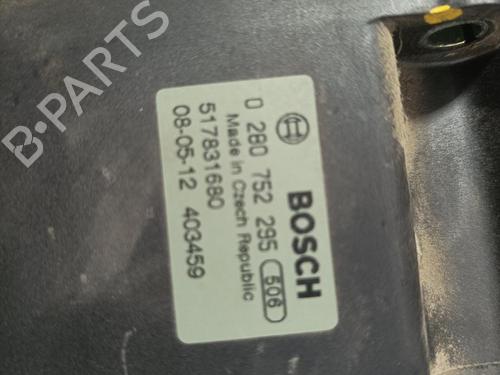 BOSCH
0 280 752 295 506
Made in Czech Republic
517831680
08-05-12 403459
B-PARTS